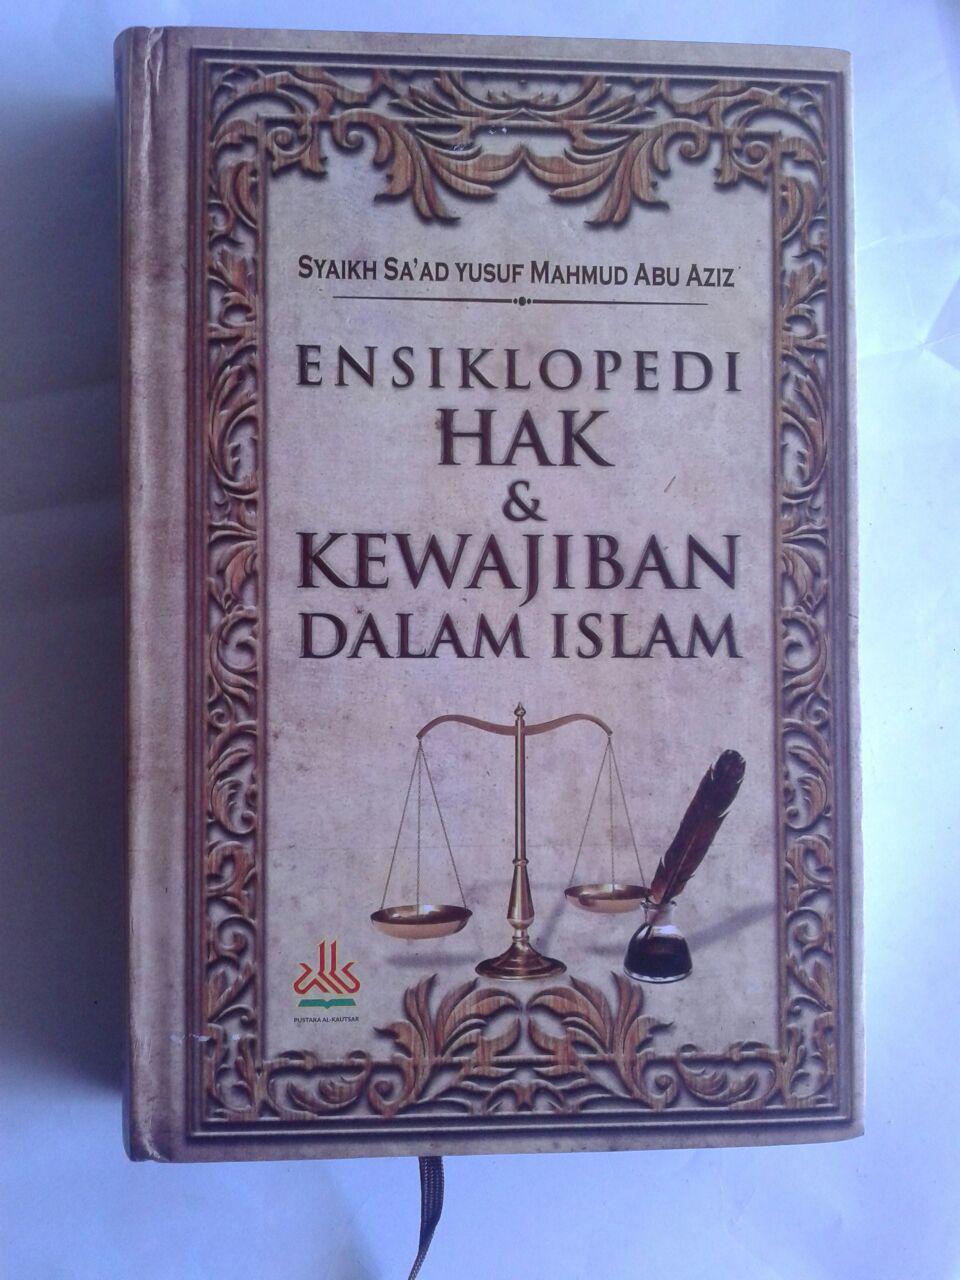 SYAIKH SA'AD YUSUF MAHMUD ABU AZIZ
ENSIKLOPEDI
HAK
&
KEWAJIBAN
DALAM ISLAM
PUSTAKA AL-KAUTSAR